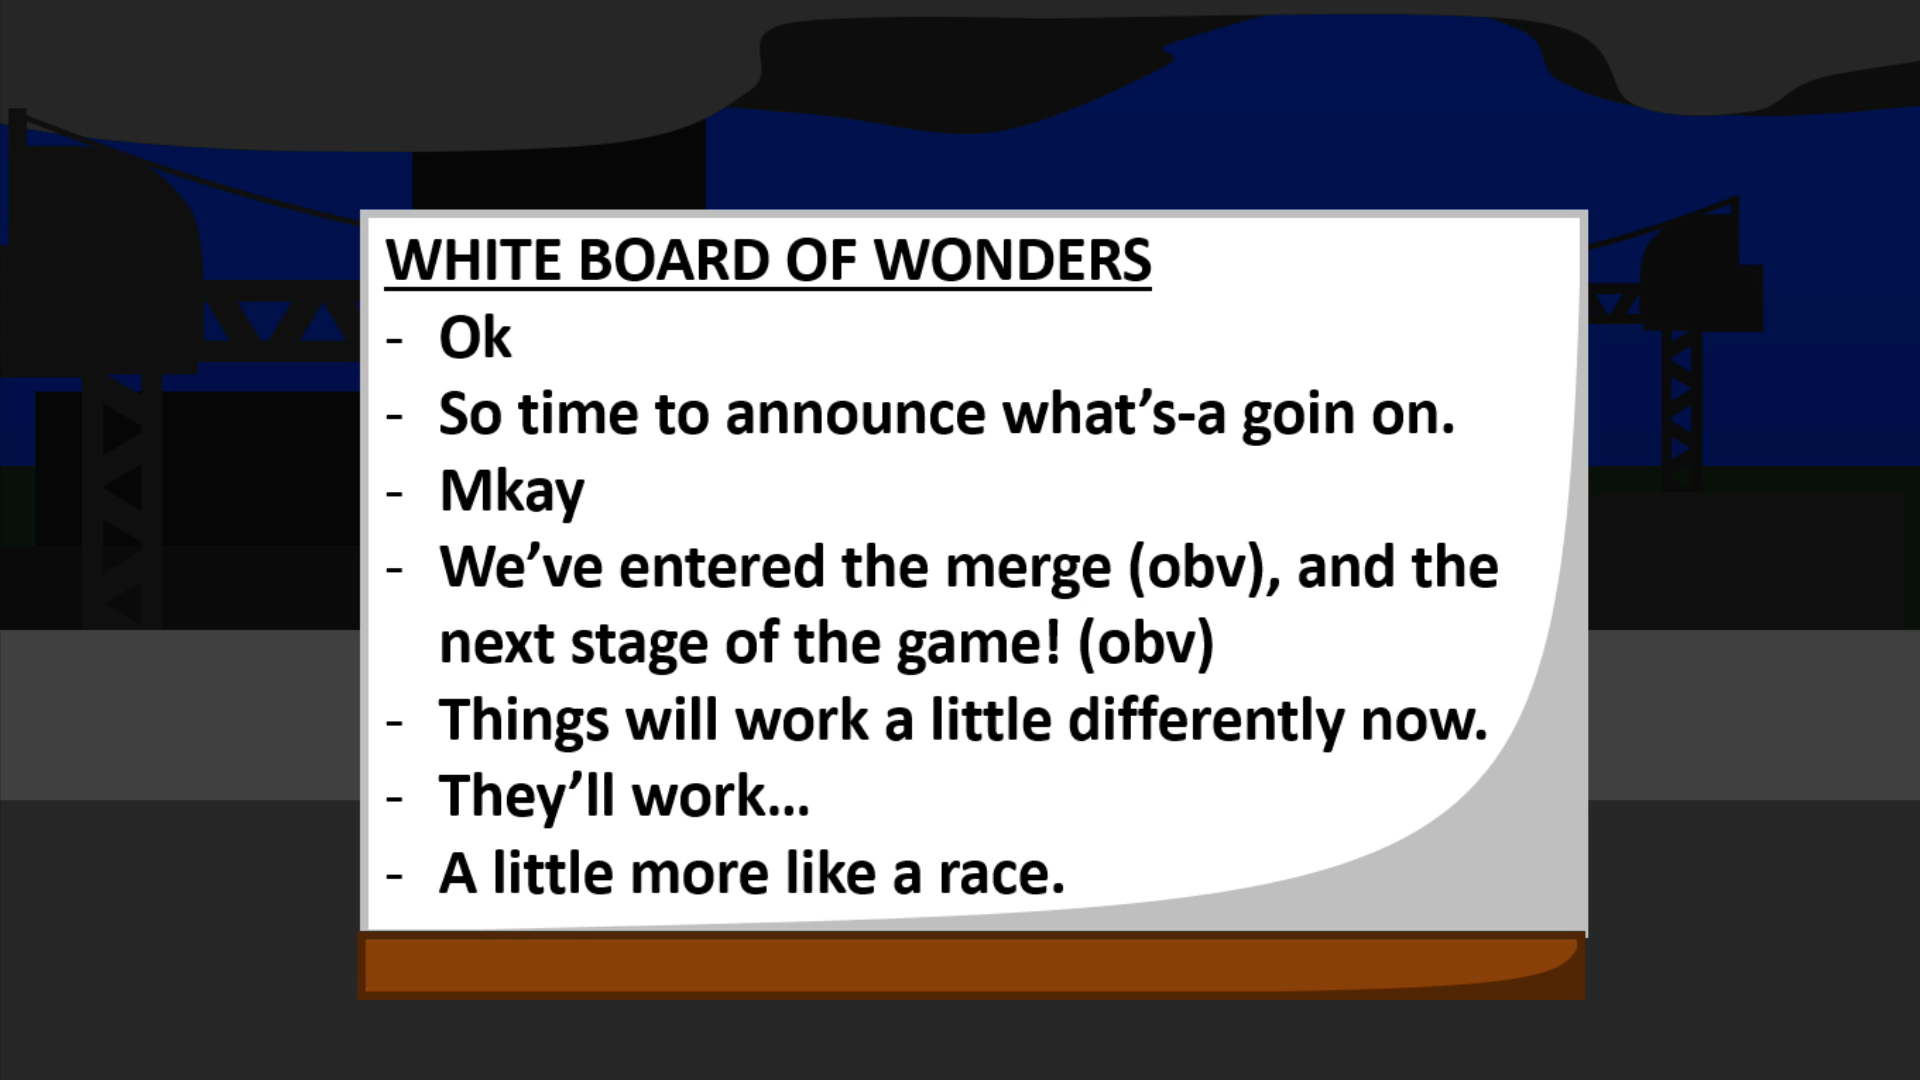 WHITE BOARD OF WONDERS
- Ok
- So time to announce what’s-a goin on.
- Mkay
- We’ve entered the merge (obv), and the
next stage of the game! (obv)
- Things will work a little differently now.
- They’ll work…
- A little more like a race.